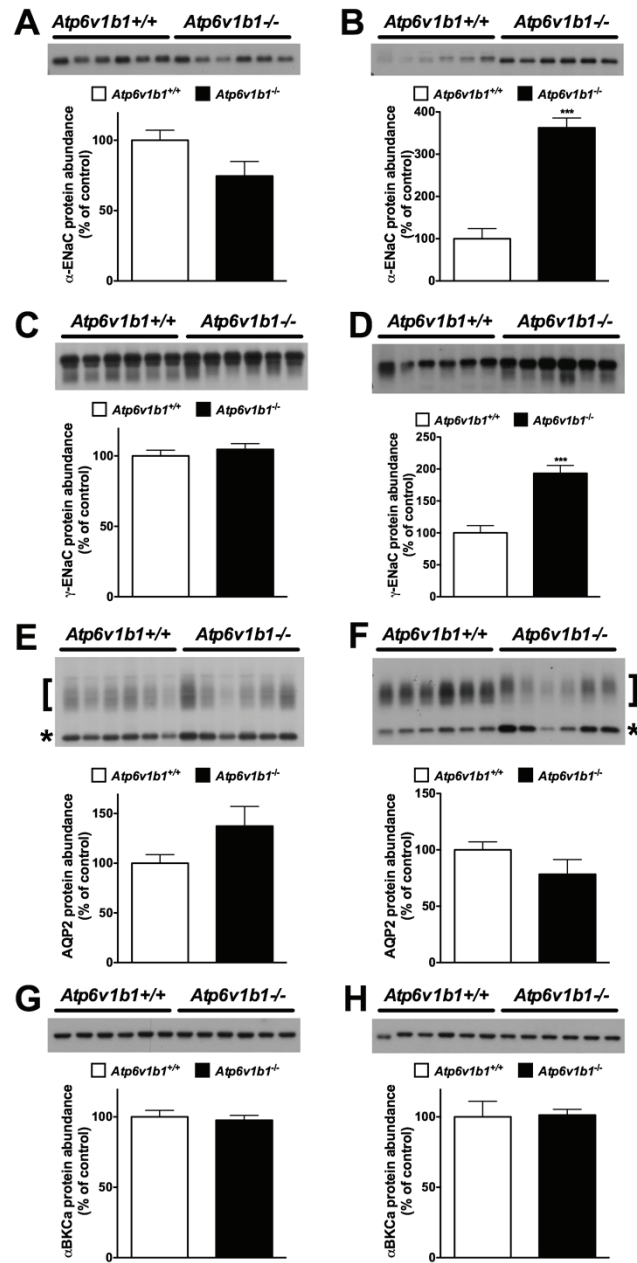 A
Atp6v1b1+/+ Atp6v1b1-/-
□ Atp6v1b1+/+ ■ Atp6v1b1-/-
α-ENaC protein abundance
(% of control)
100
50
0
B
Atp6v1b1+/+ Atp6v1b1-/-
□ Atp6v1b1+/+ ■ Atp6v1b1-/-
α-ENaC protein abundance
(% of control)
400
300
200
100
0
***
C
Atp6v1b1+/+ Atp6v1b1-/-
□ Atp6v1b1+/+ ■ Atp6v1b1-/-
γ-ENaC protein abundance
(% of control)
100
50
0
D
Atp6v1b1+/+ Atp6v1b1-/-
□ Atp6v1b1+/+ ■ Atp6v1b1-/-
γ-ENaC protein abundance
(% of control)
250
200
150
100
50
0
***
E
Atp6v1b1+/+ Atp6v1b1-/-
[
*
□ Atp6v1b1+/+ ■ Atp6v1b1-/-
AQP2 protein abundance
(% of control)
150
100
50
0
F
Atp6v1b1+/+ Atp6v1b1-/-
]
*
□ Atp6v1b1+/+ ■ Atp6v1b1-/-
AQP2 protein abundance
(% of control)
150
100
50
0
G
Atp6v1b1+/+ Atp6v1b1-/-
□ Atp6v1b1+/+ ■ Atp6v1b1-/-
αBKCa protein abundance
(% of control)
100
50
0
H
Atp6v1b1+/+ Atp6v1b1-/-
□ Atp6v1b1+/+ ■ Atp6v1b1-/-
αBKCa protein abundance
(% of control)
100
50
0